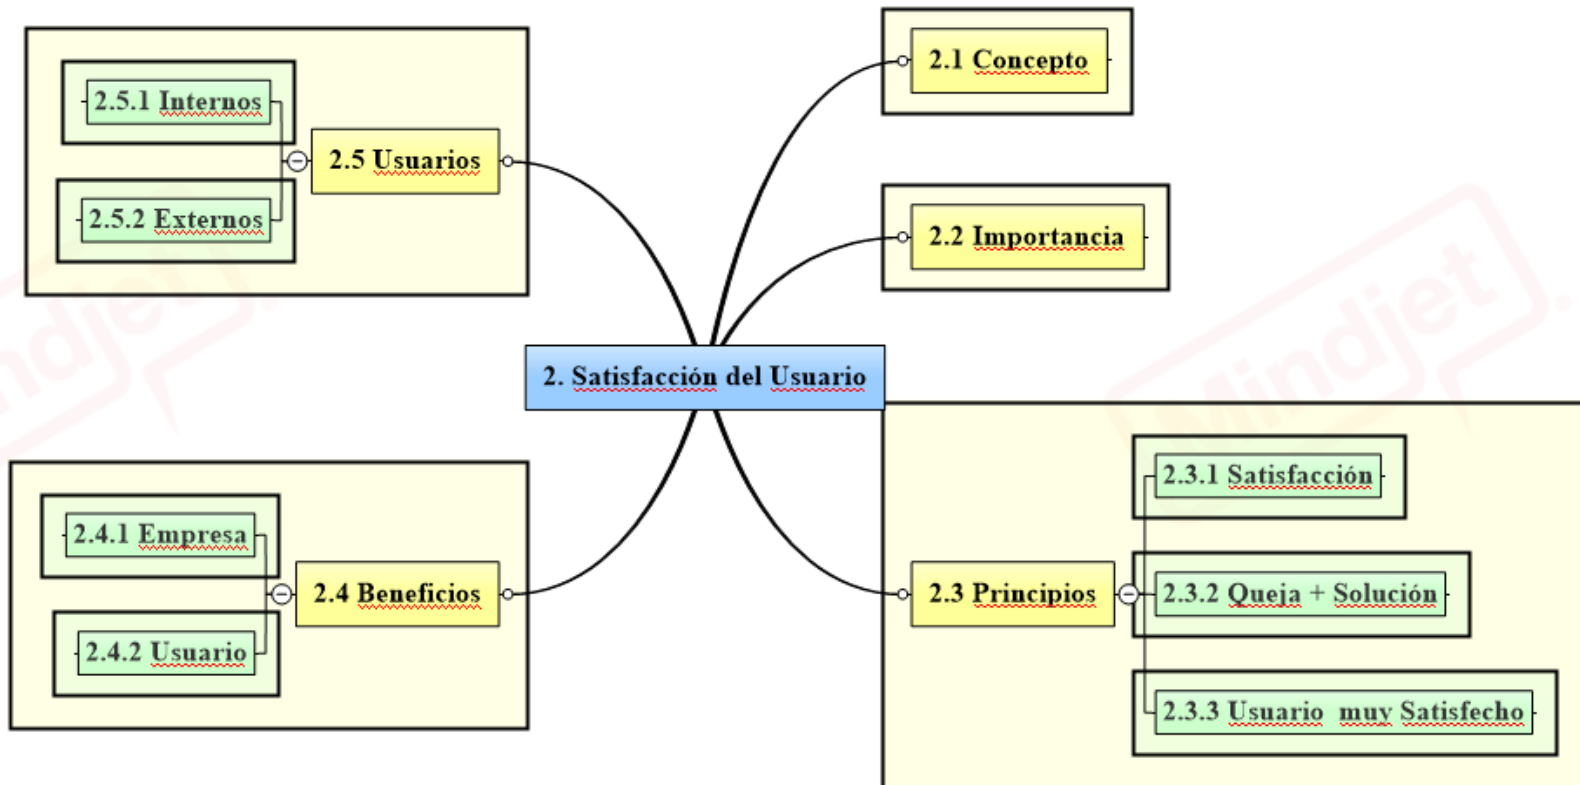 2. Satisfacción del Usuario
2.1 Concepto
2.2 Importancia
2.3 Principios
2.3.1 Satisfacción
2.3.2 Queja + Solución
2.3.3 Usuario  muy Satisfecho
2.4 Beneficios
2.4.1 Empresa
2.4.2 Usuario
2.5 Usuarios
2.5.1 Internos
2.5.2 Externos
Mindjet
ndjet